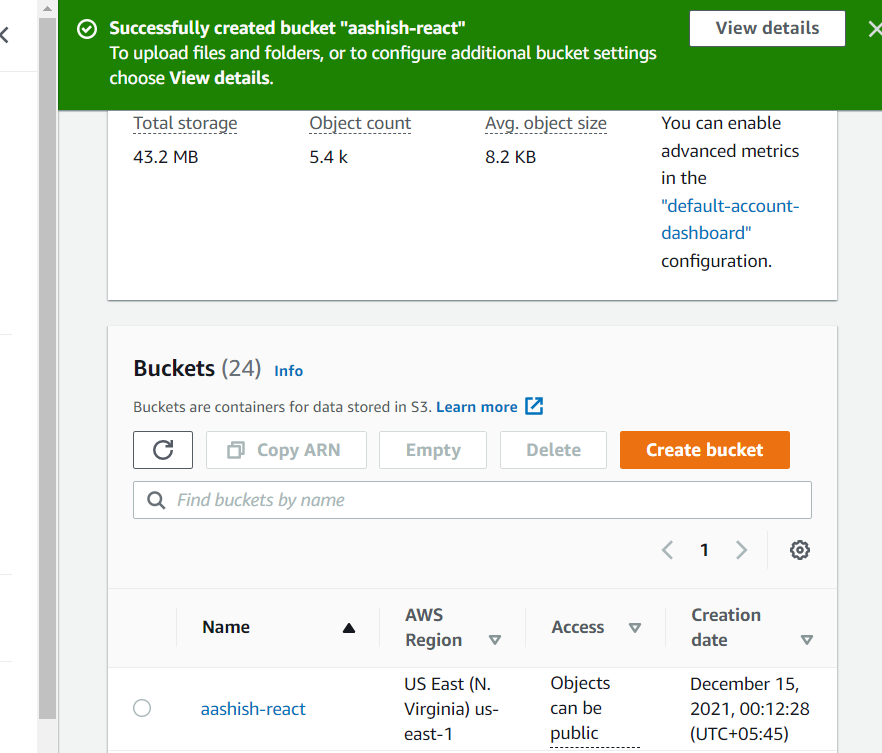 Successfully created bucket "aashish-react"
To upload files and folders, or to configure additional bucket settings
choose View details.
View details
Total storage
43.2 MB
Object count
5.4 k
Avg. object size
8.2 KB
You can enable
advanced metrics
in the
"default-account-
dashboard"
configuration.
Buckets (24) Info
Buckets are containers for data stored in S3. Learn more
Copy ARN
Empty
Delete
Create bucket
Find buckets by name
1
Name
AWS
Region
Access
Creation
date
aashish-react
US East (N.
Virginia) us-
east-1
Objects
can be
public
December 15,
2021, 00:12:28
(UTC+05:45)